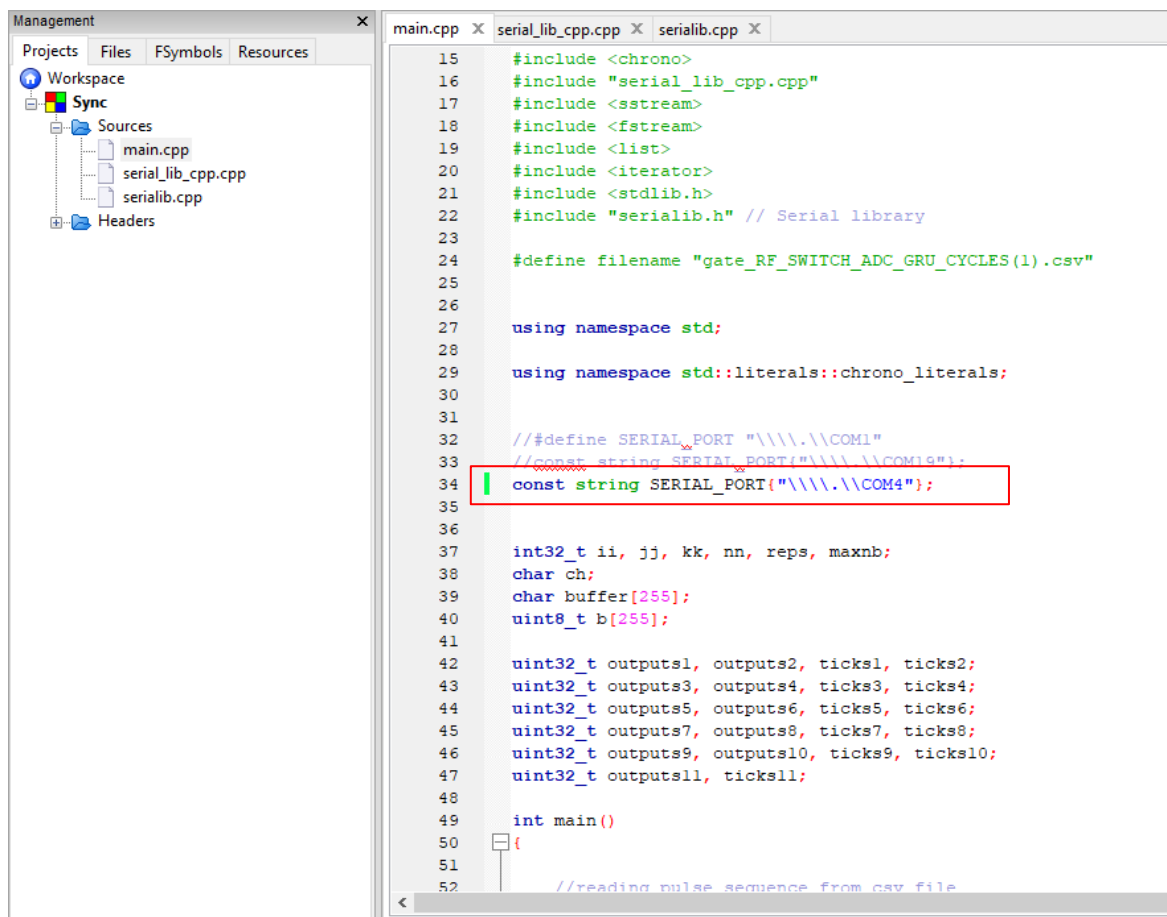 Management
Projects Files FSymbols Resources
Workspace
Sync
Sources
main.cpp
serial_lib_cpp.cpp
serialib.cpp
Headers
main.cpp serial_lib_cpp.cpp serialib.cpp
15 #include <chrono>
16 #include "serial_lib_cpp.cpp"
17 #include <sstream>
18 #include <fstream>
19 #include <list>
20 #include <iterator>
21 #include <stdlib.h>
22 #include "serialib.h" // Serial library
23
24 #define filename "gate_RF_SWITCH_ADC_GRU_CYCLES(1).csv"
25
26
27 using namespace std;
28
29 using namespace std::literals::chrono_literals;
30
31
32 //#define SERIAL_PORT "\\\\.\\COM1"
33 //const string SERIAL_PORT{"\\\\.\\COM19"};
34 const string SERIAL_PORT{"\\\\.\\COM4"};
35
36
37 int32_t ii, jj, kk, nn, reps, maxnb;
38 char ch;
39 char buffer[255];
40 uint8_t b[255];
41
42 uint32_t outputs1, outputs2, ticks1, ticks2;
43 uint32_t outputs3, outputs4, ticks3, ticks4;
44 uint32_t outputs5, outputs6, ticks5, ticks6;
45 uint32_t outputs7, outputs8, ticks7, ticks8;
46 uint32_t outputs9, outputs10, ticks9, ticks10;
47 uint32_t outputs11, ticks11;
48
49 int main()
50 {
51
52 //reading pulse sequence from csv file